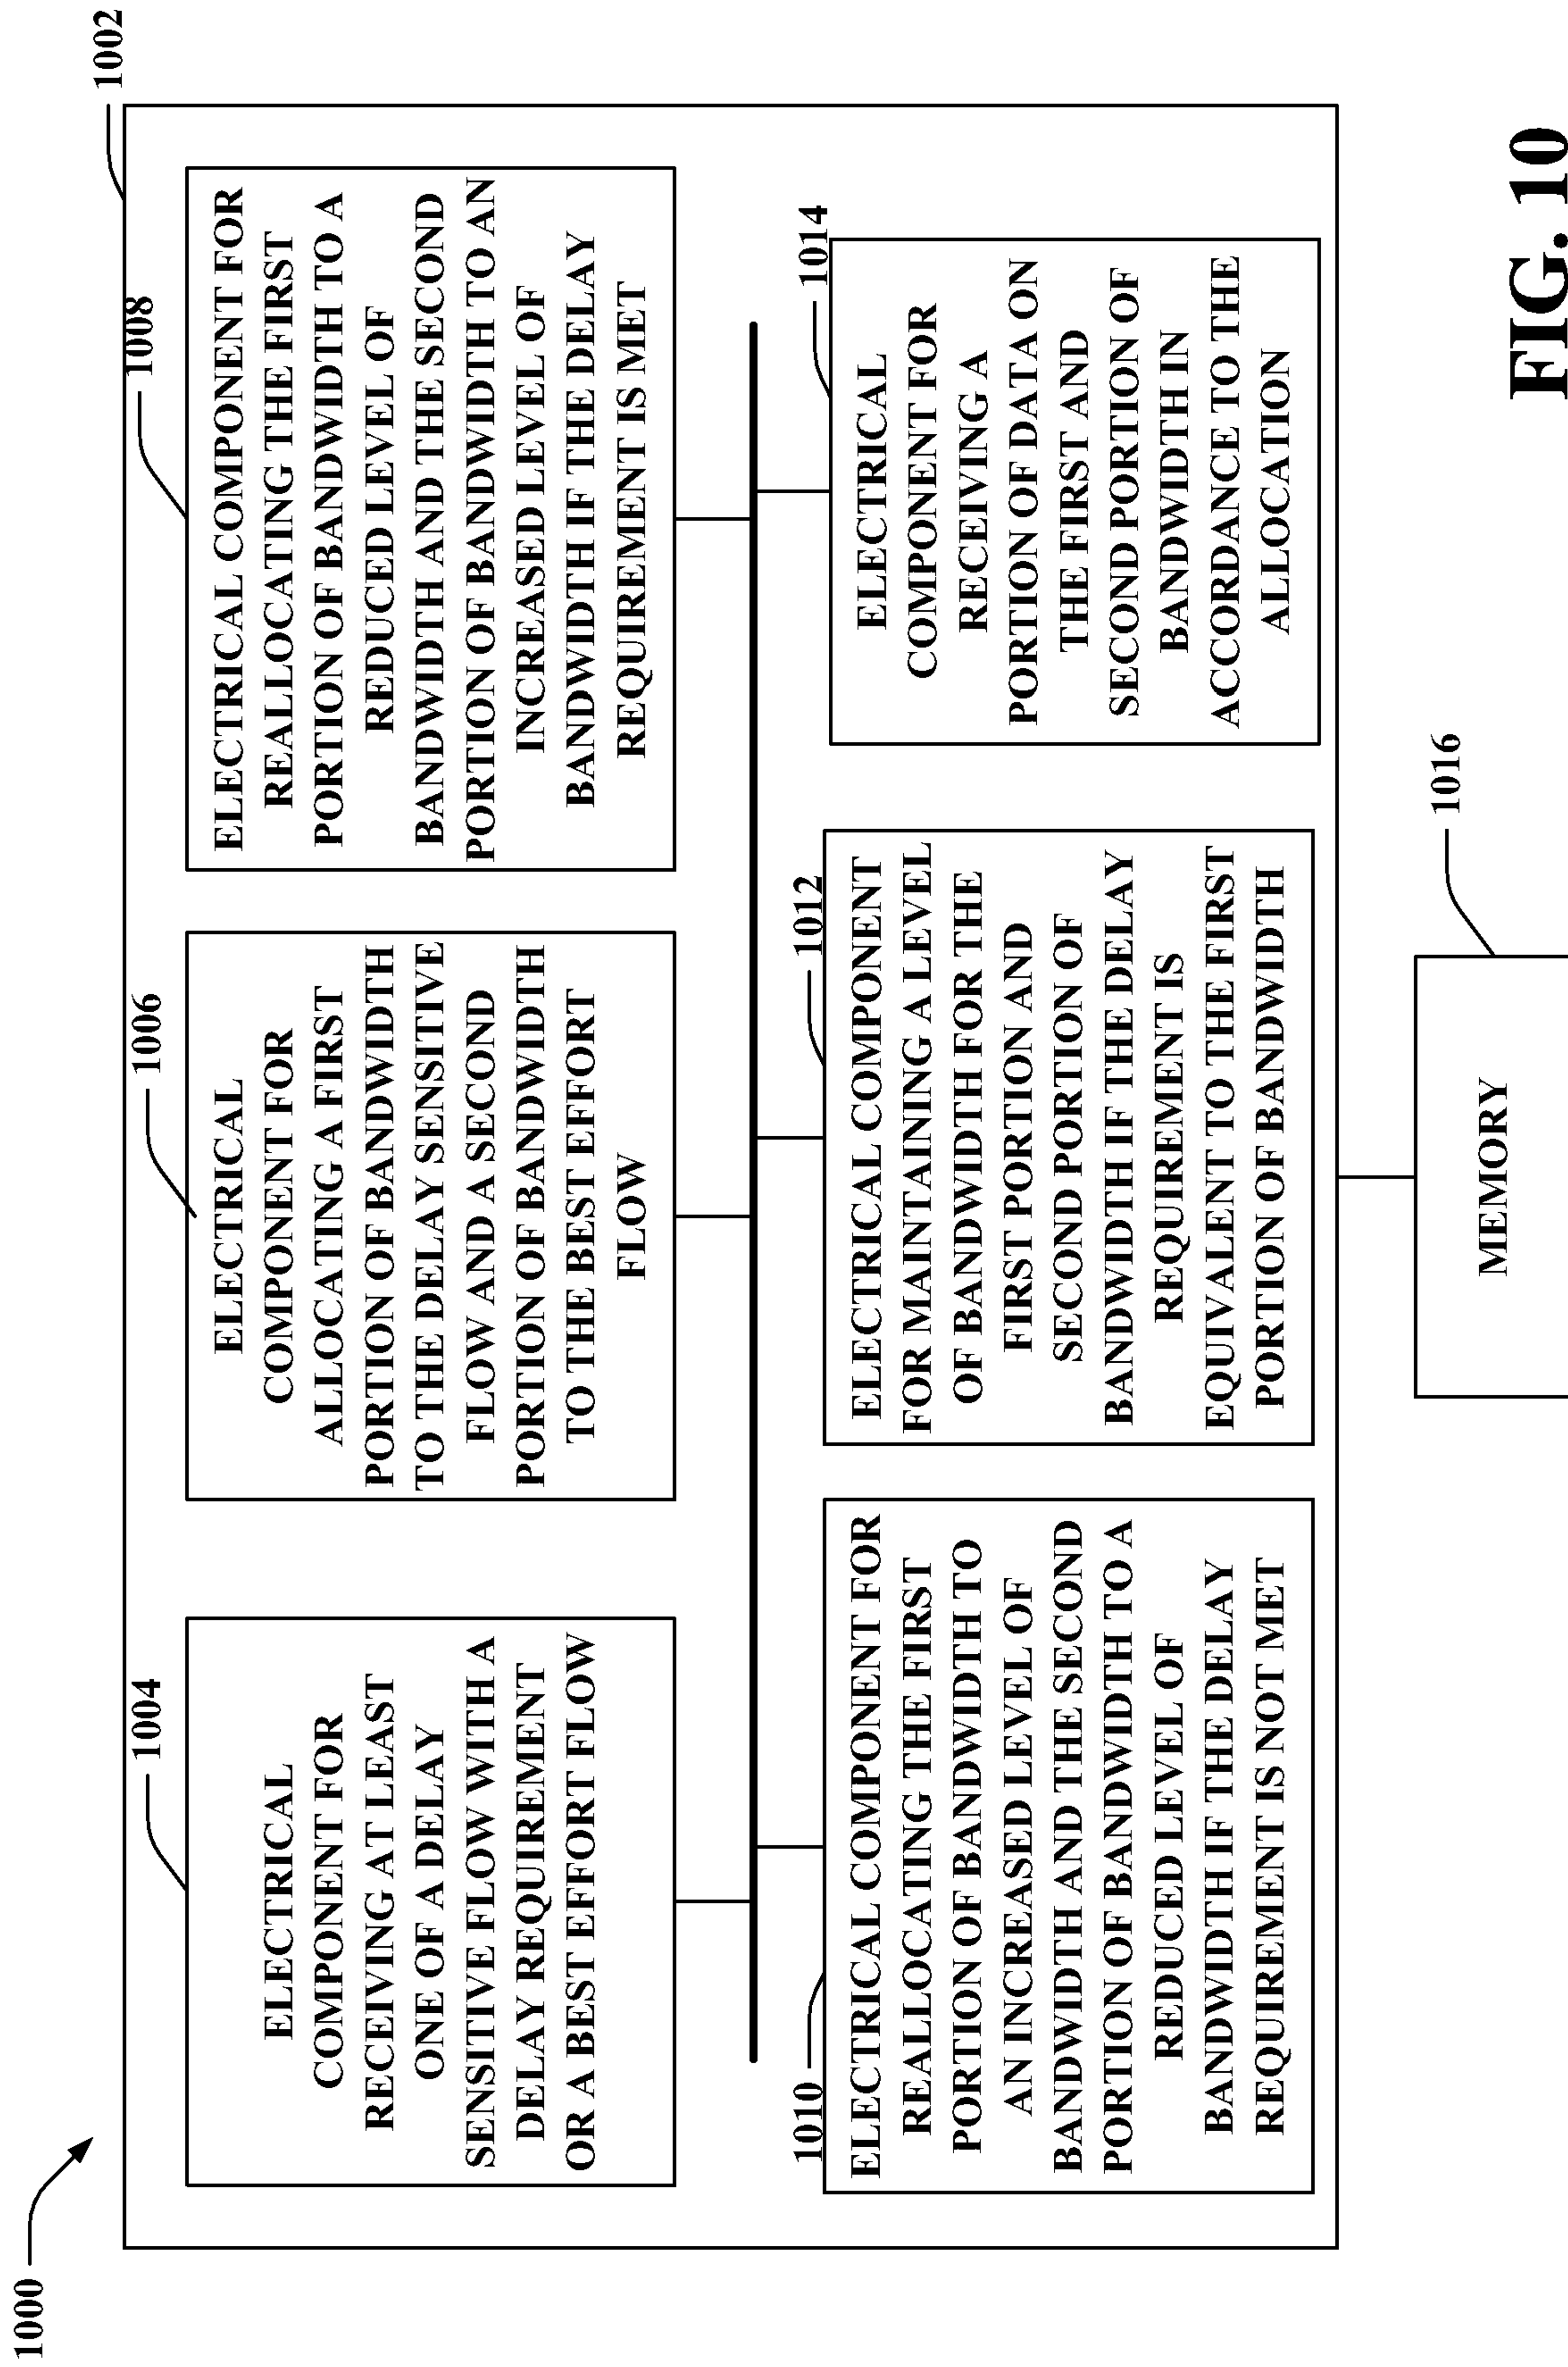 1000
1002
1004
ELECTRICAL
COMPONENT FOR
RECEIVING AT LEAST
ONE OF A DELAY
SENSITIVE FLOW WITH A
DELAY REQUIREMENT
OR A BEST EFFORT FLOW
1006
ELECTRICAL
COMPONENT FOR
ALLOCATING A FIRST
PORTION OF BANDWIDTH
TO THE DELAY SENSITIVE
FLOW AND A SECOND
PORTION OF BANDWIDTH
TO THE BEST EFFORT
FLOW
1008
ELECTRICAL COMPONENT FOR
REALLOCATING THE FIRST
PORTION OF BANDWIDTH TO A
REDUCED LEVEL OF
BANDWIDTH AND THE SECOND
PORTION OF BANDWIDTH TO AN
INCREASED LEVEL OF
BANDWIDTH IF THE DELAY
REQUIREMENT IS MET
1010
ELECTRICAL COMPONENT FOR
REALLOCATING THE FIRST
PORTION OF BANDWIDTH TO
AN INCREASED LEVEL OF
BANDWIDTH AND THE SECOND
PORTION OF BANDWIDTH TO A
REDUCED LEVEL OF
BANDWIDTH IF THE DELAY
REQUIREMENT IS NOT MET
1012
ELECTRICAL COMPONENT
FOR MAINTAINING A LEVEL
OF BANDWIDTH FOR THE
FIRST PORTION AND
SECOND PORTION OF
BANDWIDTH IF THE DELAY
REQUIREMENT IS
EQUIVALENT TO THE FIRST
PORTION OF BANDWIDTH
1014
ELECTRICAL
COMPONENT FOR
RECEIVING A
PORTION OF DATA ON
THE FIRST AND
SECOND PORTION OF
BANDWIDTH IN
ACCORDANCE TO THE
ALLOCATION
1016
MEMORY
FIG. 10